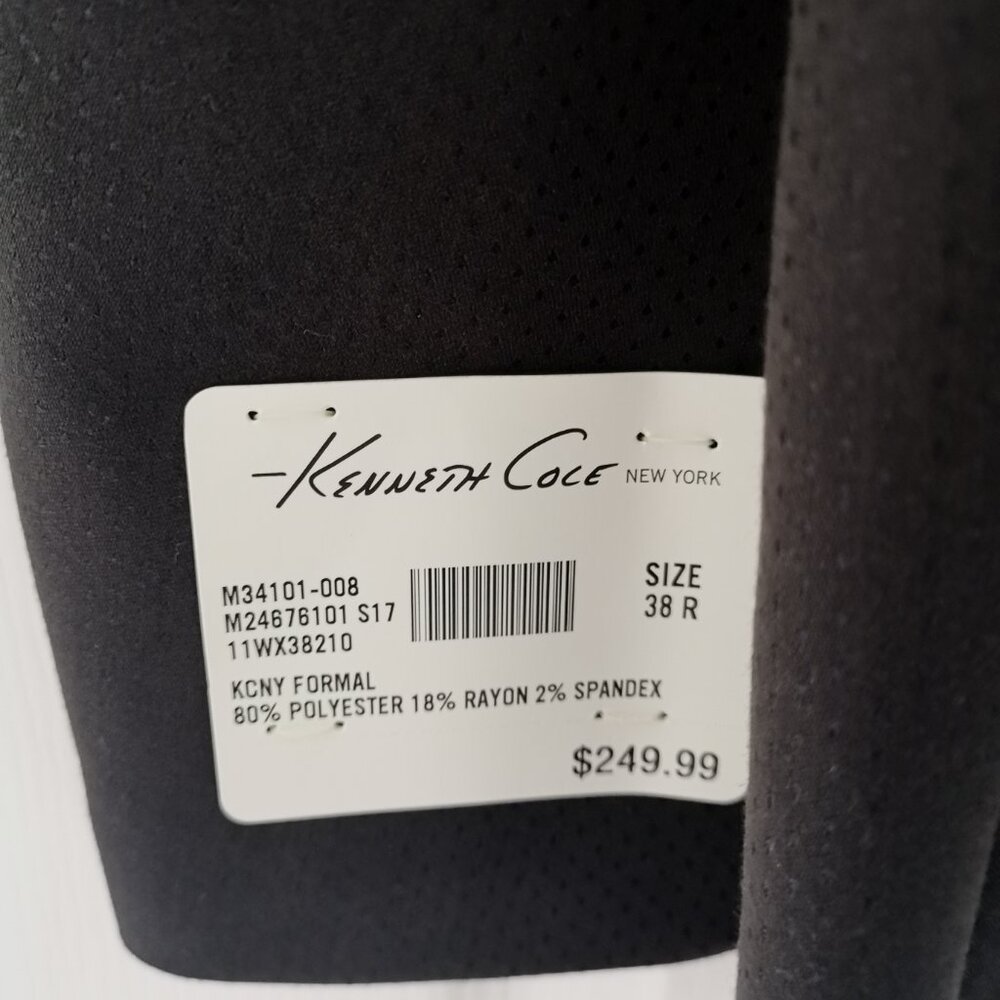 KENNETH COLE NEW YORK
M34101-008
M24676101 S17
11WX38210
SIZE
38 R
KCNY FORMAL
80% POLYESTER 18% RAYON 2% SPANDEX
$249.99